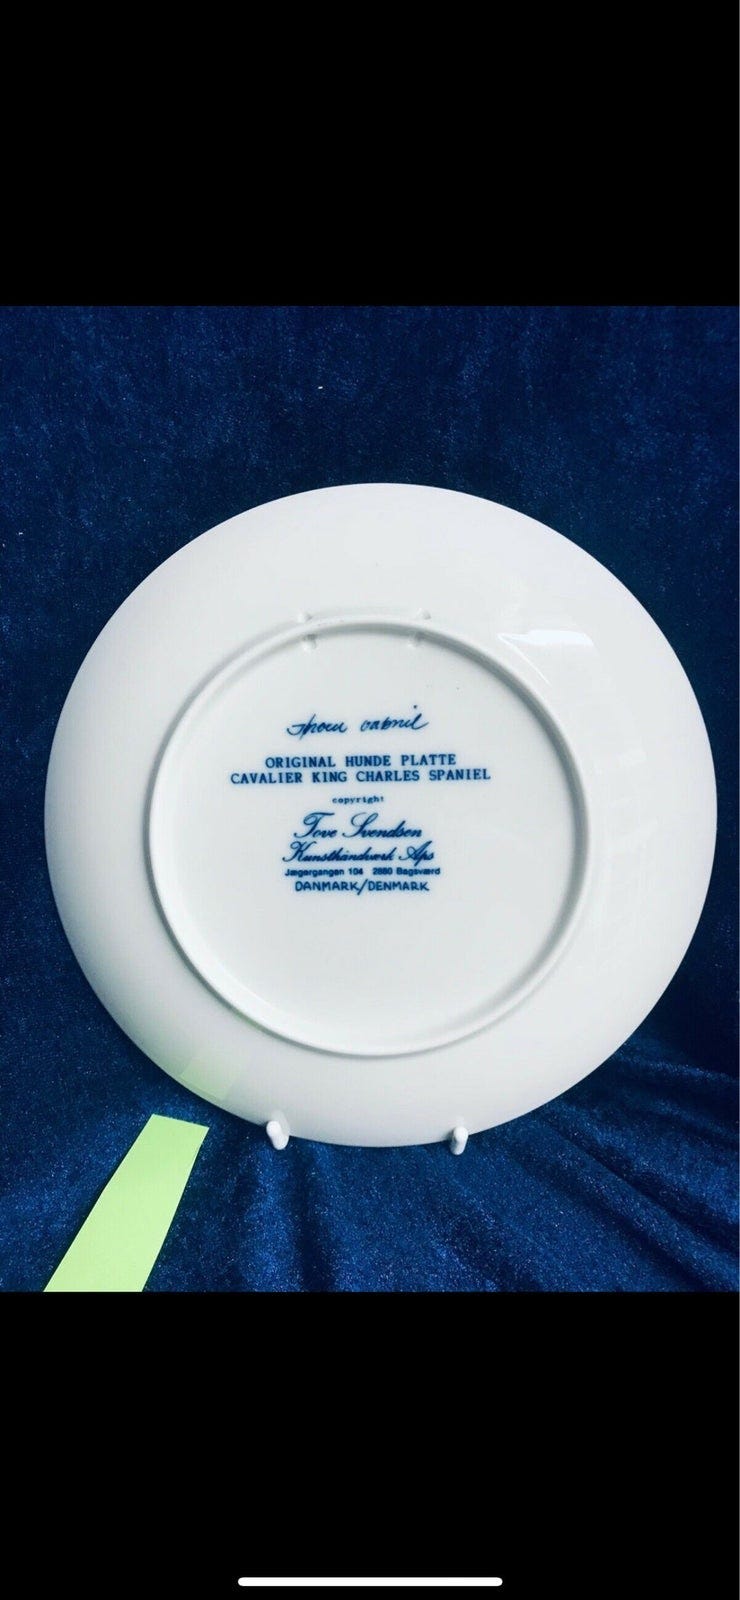 ORIGINAL HUNDE PLATTE
CAVALIER KING CHARLES SPANIEL
copyright
Tove Svendsen
Kunsthåndværk Aps
Jægergangen 104 2880 Bagsværd
DANMARK/DENMARK